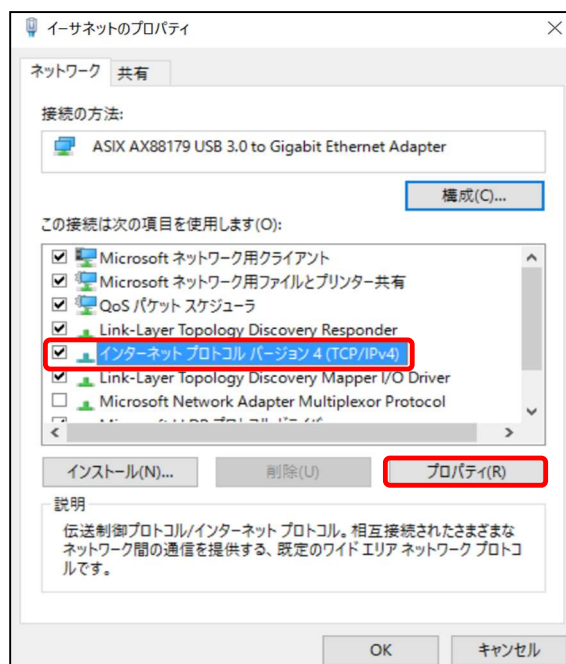 イーサネットのプロパティ
ネットワーク 共有
接続の方法:
ASIX AX88179 USB 3.0 to Gigabit Ethernet Adapter
構成(C)...
この接続は次の項目を使用します(O):
Microsoft ネットワーク用クライアント
Microsoft ネットワーク用ファイルとプリンター共有
QoS パケット スケジューラ
Link-Layer Topology Discovery Responder
インターネット プロトコル バージョン 4 (TCP/IPv4)
Link-Layer Topology Discovery Mapper I/O Driver
Microsoft Network Adapter Multiplexor Protocol
インストール(N)... 削除(U) プロパティ(R)
説明
伝送制御プロトコル/インターネット プロトコル。相互接続されたさまざまな
ネットワーク間の通信を提供する、既定のワイド エリア ネットワーク プロトコ
ルです。
OK キャンセル